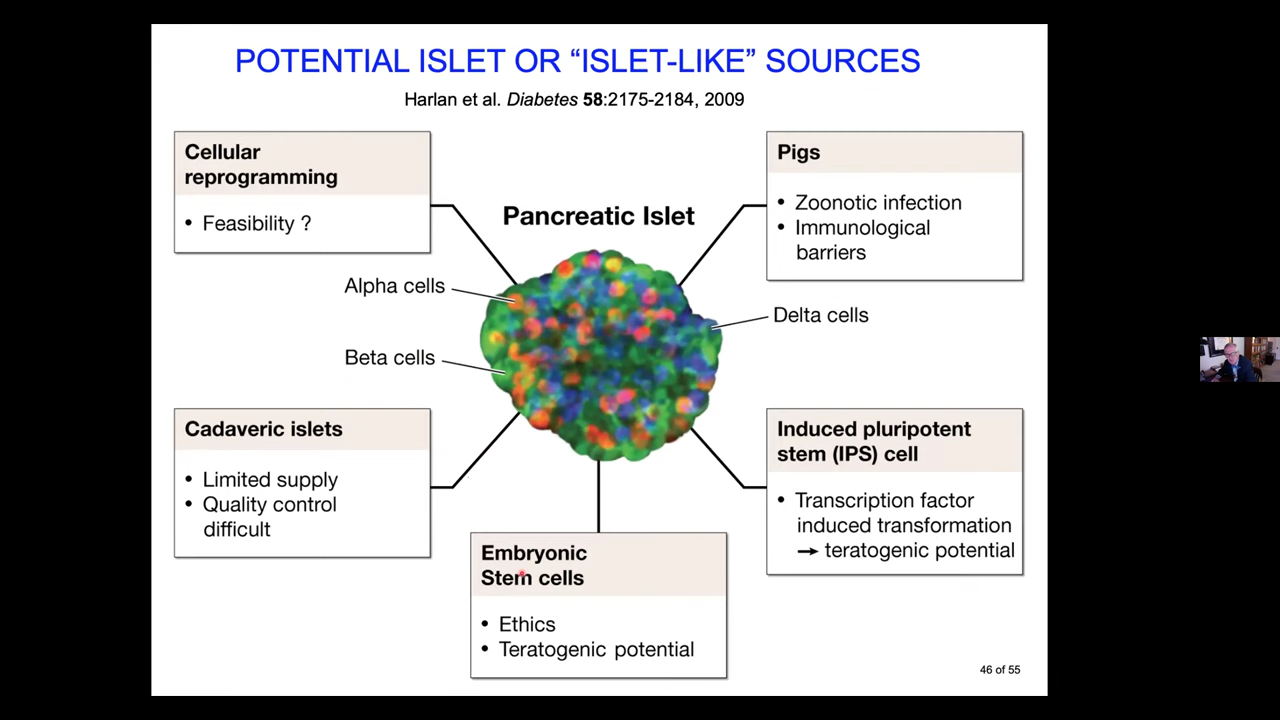 POTENTIAL ISLET OR “ISLET-LIKE” SOURCES
Harlan et al. Diabetes 58:2175-2184, 2009
Cellular
reprogramming
• Feasibility ?
Pigs
• Zoonotic infection
• Immunological
barriers
Pancreatic Islet
Alpha cells
Beta cells
Delta cells
Cadaveric islets
• Limited supply
• Quality control
difficult
Induced pluripotent
stem (IPS) cell
• Transcription factor
induced transformation
→ teratogenic potential
Embryonic
Stem cells
• Ethics
• Teratogenic potential
46 of 55